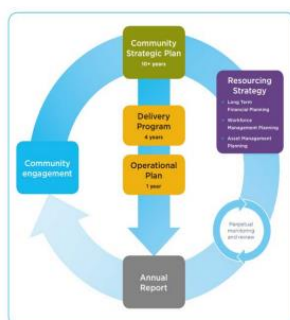 Community
Strategic Plan
10+ years
Resourcing
Strategy
Long Term
Financial Planning
Workforce
Management Planning
Asset Management
Planning
Delivery
Program
4 years
Community
engagement
Operational
Plan
1 year
Perpetual
monitoring
and review
Annual
Report